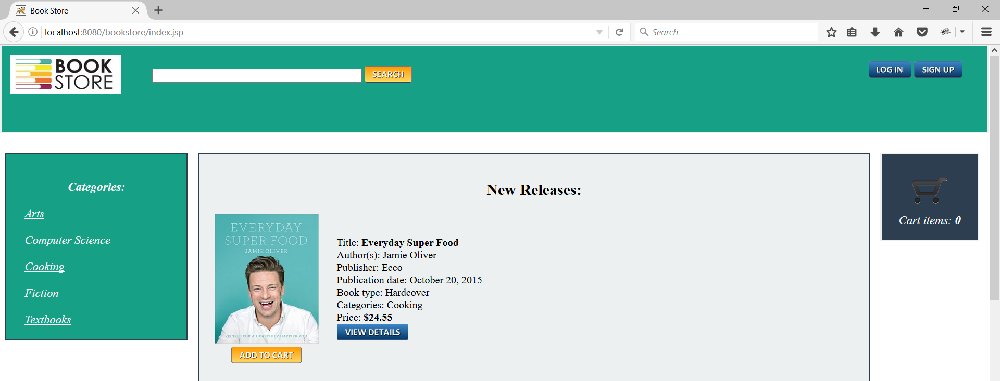 Book Store
localhost:8080/bookstore/index.jsp
Search
BOOK
STORE
SEARCH
LOG IN
SIGN UP
Categories:
Arts
Computer Science
Cooking
Fiction
Textbooks
New Releases:
EVERYDAY
SUPER FOOD
JAMIE OLIVER
RECIPES FOR A HEALTHIER HAPPIER YOU
ADD TO CART
Title: Everyday Super Food
Author(s): Jamie Oliver
Publisher: Ecco
Publication date: October 20, 2015
Book type: Hardcover
Categories: Cooking
Price: $24.55
VIEW DETAILS
Cart items: 0